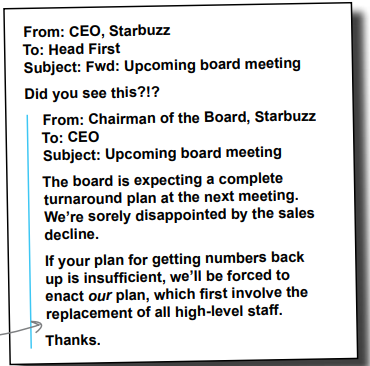 From: CEO, Starbuzz
To: Head First
Subject: Fwd: Upcoming board meeting
Did you see this?!?
From: Chairman of the Board, Starbuzz
To: CEO
Subject: Upcoming board meeting
The board is expecting a complete
turnaround plan at the next meeting.
We’re sorely disappointed by the sales
decline.
If your plan for getting numbers back
up is insufficient, we’ll be forced to
enact our plan, which first involve the
replacement of all high-level staff.
Thanks.